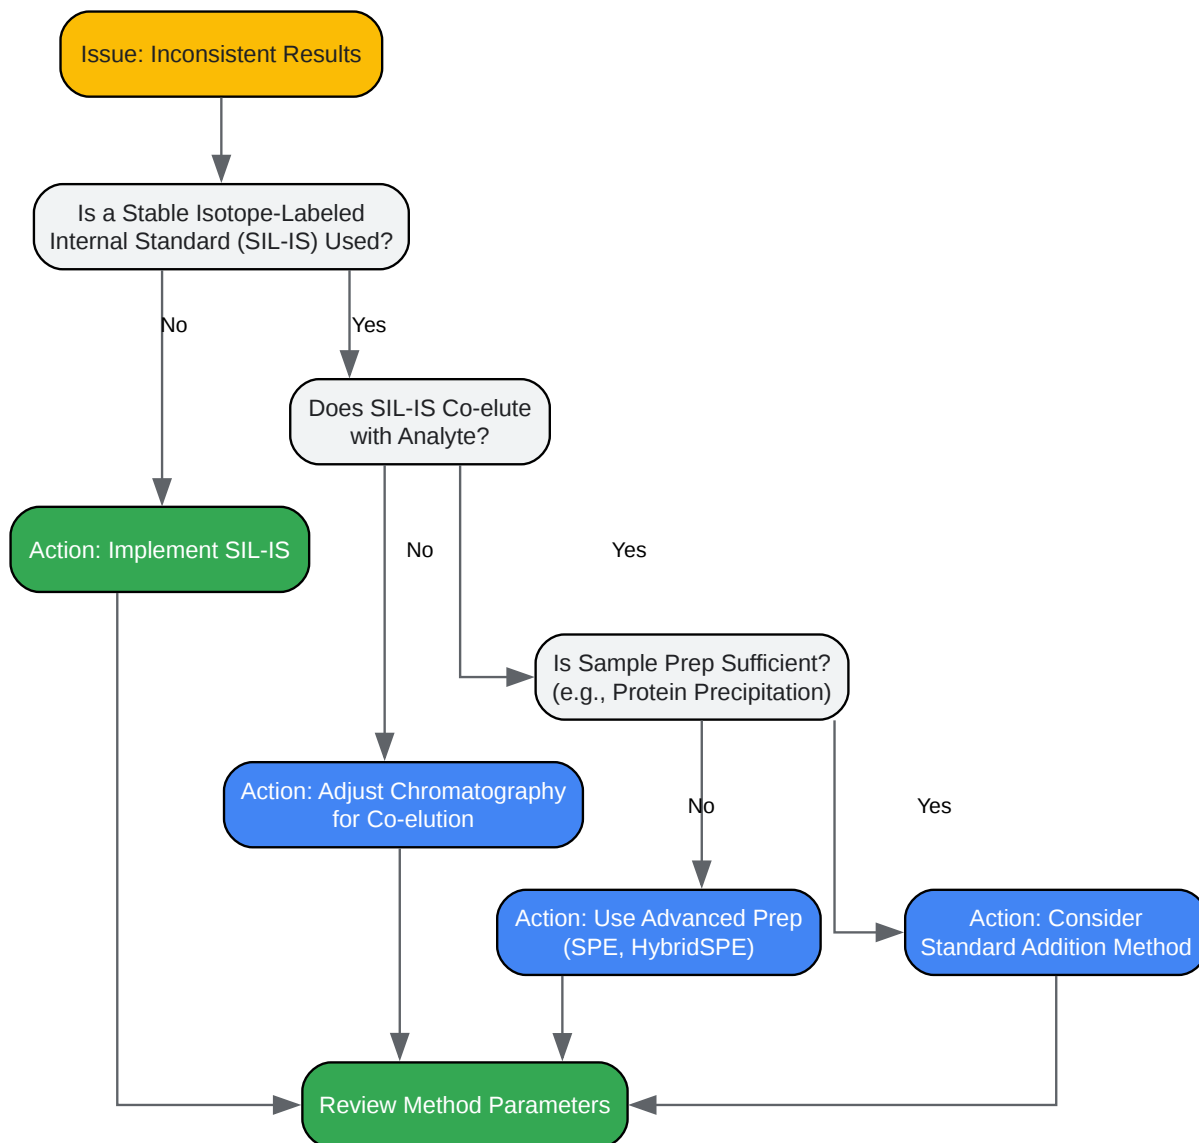 Issue: Inconsistent Results
Is a Stable Isotope-Labeled
Internal Standard (SIL-IS) Used?
No
Yes
Does SIL-IS Co-elute
with Analyte?
Action: Implement SIL-IS
No
Yes
Is Sample Prep Sufficient?
(e.g., Protein Precipitation)
Action: Adjust Chromatography
for Co-elution
No
Yes
Action: Use Advanced Prep
(SPE, HybridSPE)
Action: Consider
Standard Addition Method
Review Method Parameters